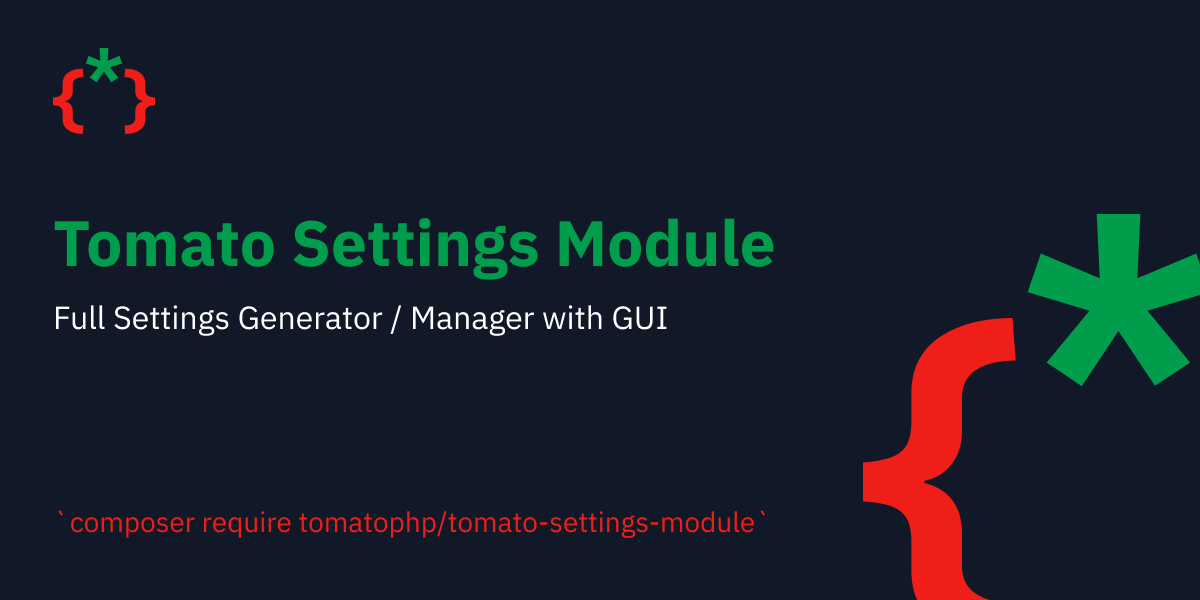 {*}
Tomato Settings Module
Full Settings Generator / Manager with GUI
`composer require tomatophp/tomato-settings-module`
{*